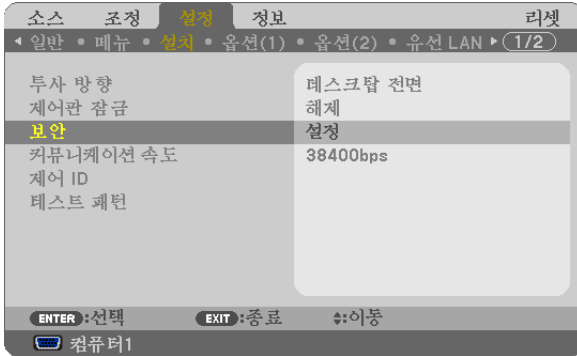 소스 조정 설정 정보 리셋
◀ 일반 • 메뉴 • 설치 • 옵션(1) • 옵션(2) • 유선 LAN ▶ 1/2
투사 방향 데스크탑 전면
제어판 잠금 해제
보안 설정
커뮤니케이션 속도 38400bps
제어 ID
테스트 패턴
ENTER :선택 EXIT :종료 ♦:이동
컴퓨터1